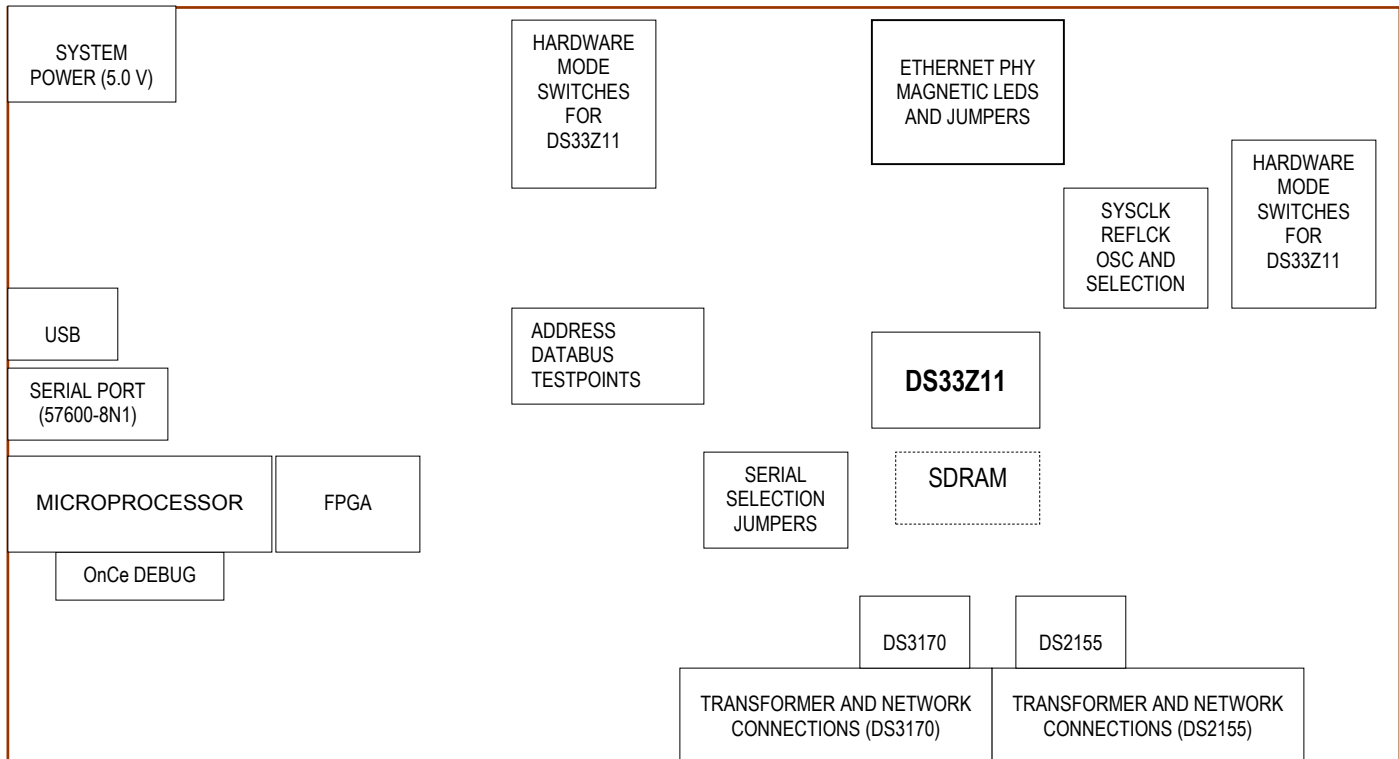 SYSTEM
POWER (5.0 V)
HARDWARE
MODE
SWITCHES
FOR
DS33Z11
ETHERNET PHY
MAGNETIC LEDS
AND JUMPERS
HARDWARE
MODE
SWITCHES
FOR
DS33Z11
SYSCLK
REFLCK
OSC AND
SELECTION
USB
ADDRESS
DATABUS
TESTPOINTS
DS33Z11
SERIAL PORT
(57600-8N1)
MICROPROCESSOR
FPGA
SERIAL
SELECTION
JUMPERS
SDRAM
OnCe DEBUG
DS3170
DS2155
TRANSFORMER AND NETWORK
CONNECTIONS (DS3170)
TRANSFORMER AND NETWORK
CONNECTIONS (DS2155)